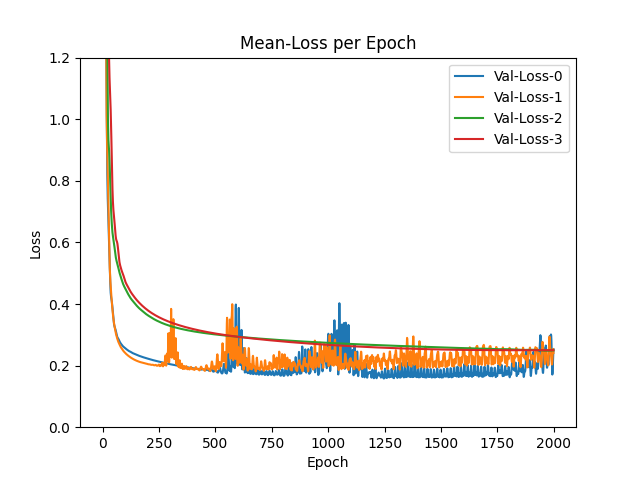 Mean-Loss per Epoch
1.2
1.0
0.8
0.6
0.4
0.2
0.0
Loss
Val-Loss-0
Val-Loss-1
Val-Loss-2
Val-Loss-3
0 250 500 750 1000 1250 1500 1750 2000
Epoch